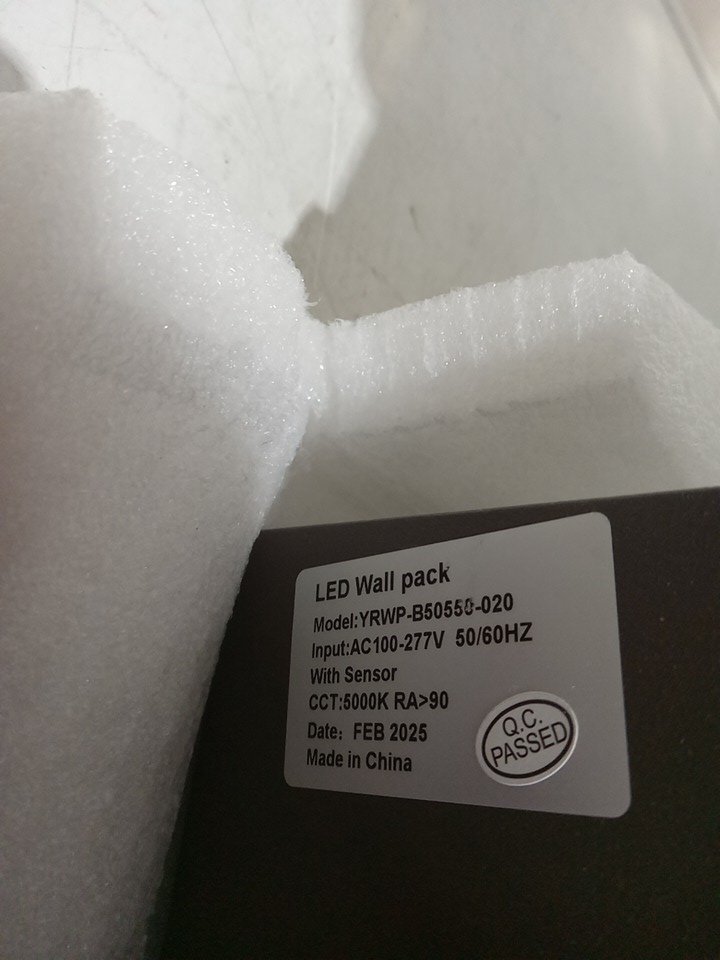 LED Wall pack
Model:YRWP-B50550-020
Input:AC100-277V 50/60HZ
With Sensor
CCT:5000K RA>90
Date: FEB 2025
Made in China
Q.C.
PASSED